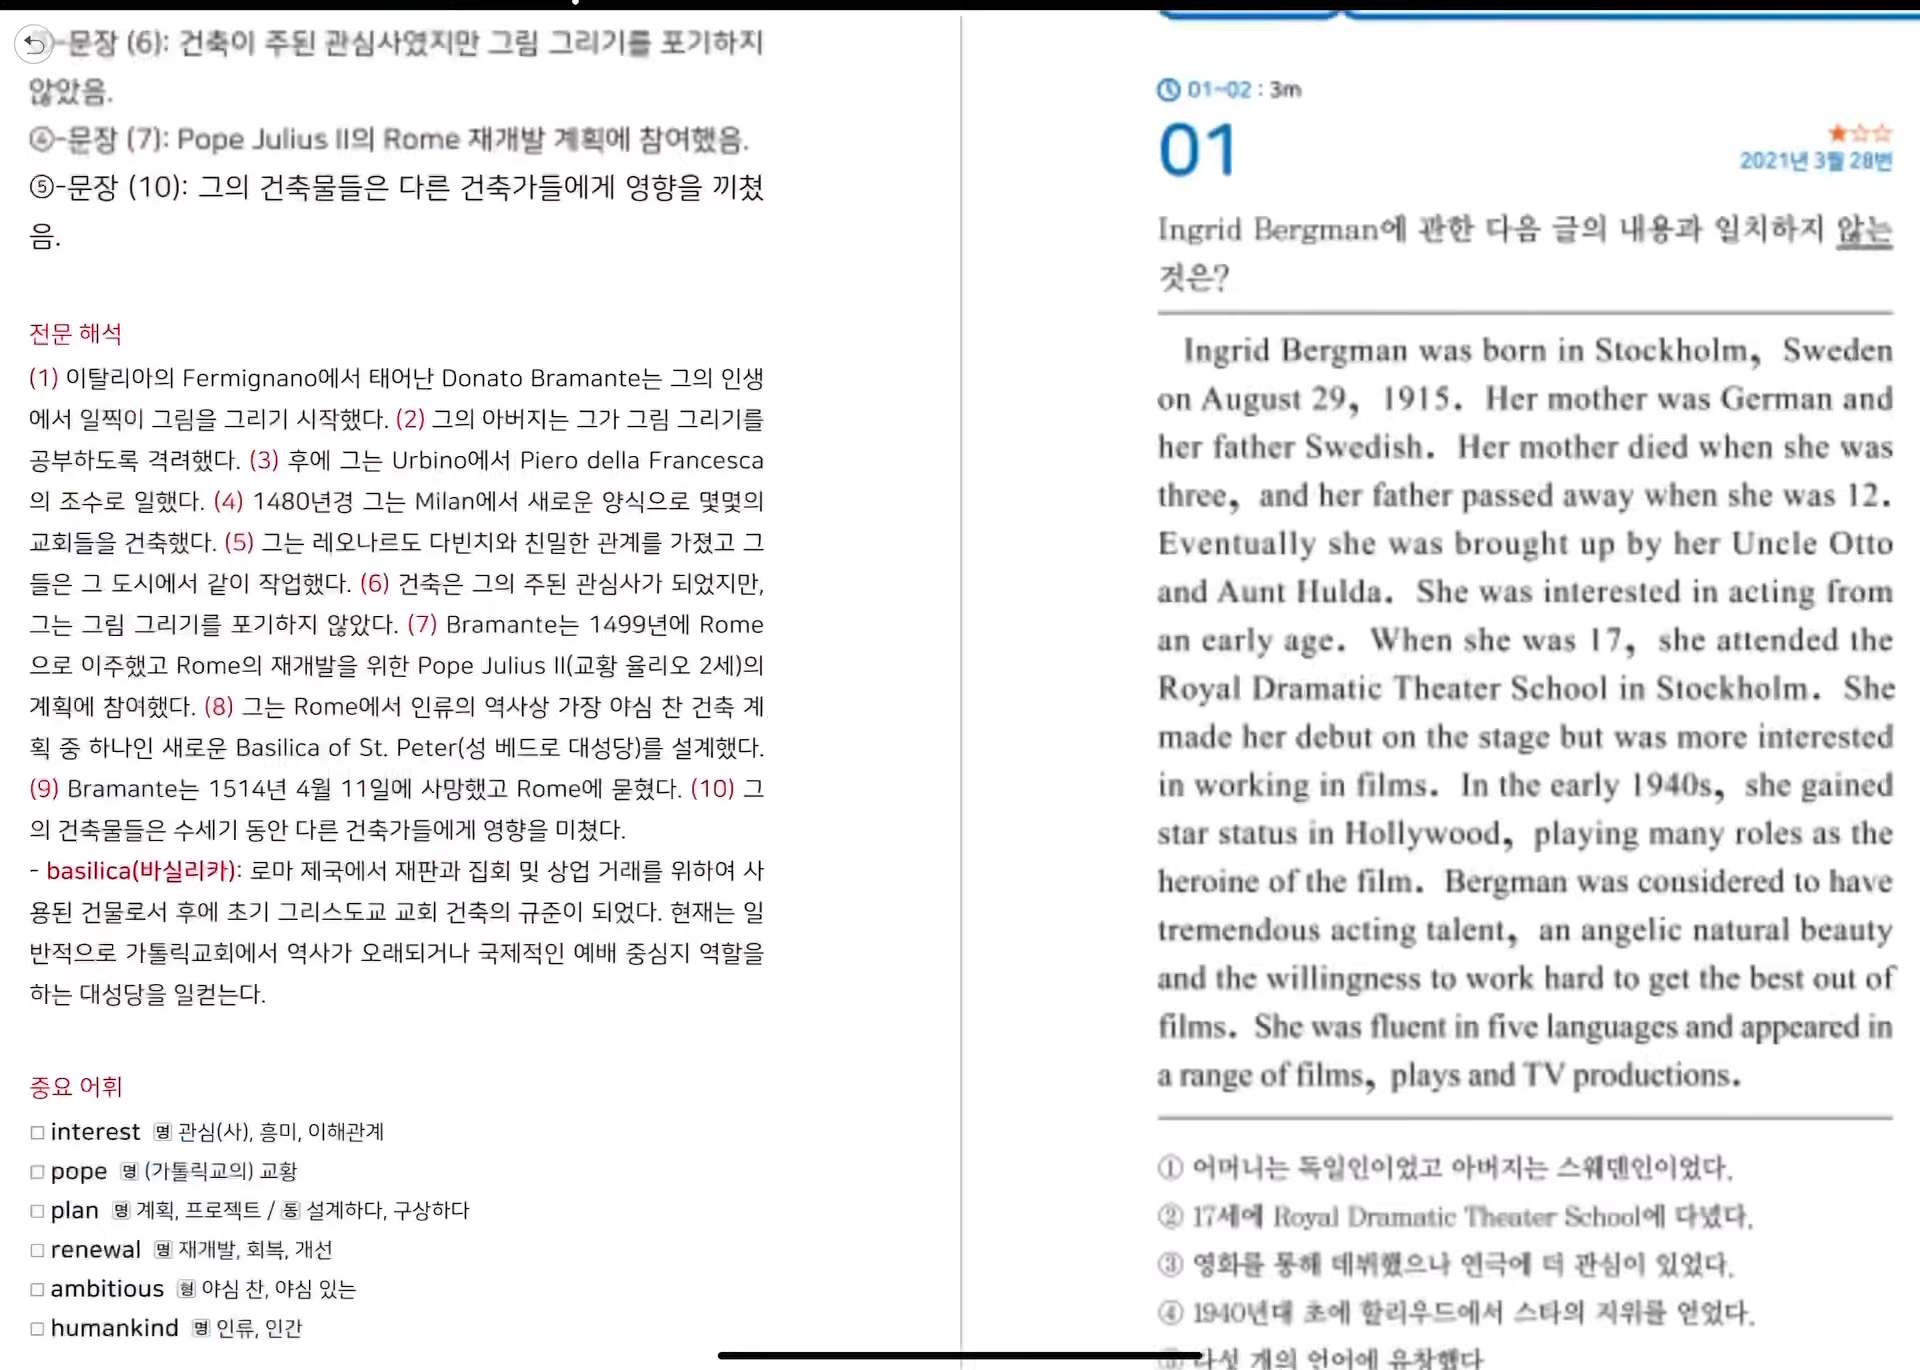 ③-문장 (6): 건축이 주된 관심사였지만 그림 그리기를 포기하지
않았음.
④-문장 (7): Pope Julius II의 Rome 재개발 계획에 참여했음.
⑤-문장 (10): 그의 건축물들은 다른 건축가들에게 영향을 끼쳤
음.
전문 해석
(1) 이탈리아의 Fermignano에서 태어난 Donato Bramante는 그의 인생
에서 일찍이 그림을 그리기 시작했다. (2) 그의 아버지는 그가 그림 그리기를
공부하도록 격려했다. (3) 후에 그는 Urbino에서 Piero della Francesca
의 조수로 일했다. (4) 1480년경 그는 Milan에서 새로운 양식으로 몇몇의
교회들을 건축했다. (5) 그는 레오나르도 다빈치와 친밀한 관계를 가졌고 그
들은 그 도시에서 같이 작업했다. (6) 건축은 그의 주된 관심사가 되었지만,
그는 그림 그리기를 포기하지 않았다. (7) Bramante는 1499년에 Rome
으로 이주했고 Rome의 재개발을 위한 Pope Julius II(교황 율리오 2세)의
계획에 참여했다. (8) 그는 Rome에서 인류의 역사상 가장 야심 찬 건축 계
획 중 하나인 새로운 Basilica of St. Peter(성 베드로 대성당)를 설계했다.
(9) Bramante는 1514년 4월 11일에 사망했고 Rome에 묻혔다. (10) 그
의 건축물들은 수세기 동안 다른 건축가들에게 영향을 미쳤다.
- basilica(바실리카): 로마 제국에서 재판과 집회 및 상업 거래를 위하여 사
용된 건물로서 후에 초기 그리스도교 교회 건축의 규준이 되었다. 현재는 일
반적으로 가톨릭교회에서 역사가 오래되거나 국제적인 예배 중심지 역할을
하는 대성당을 일컫는다.
중요 어휘
□ interest 명 관심(사), 흥미, 이해관계
□ pope 명 (가톨릭교의) 교황
□ plan 명 계획, 프로젝트 / 동 설계하다, 구상하다
□ renewal 명 재개발, 회복, 개선
□ ambitious 형 야심 찬, 야심 있는
□ humankind 명 인류, 인간
01~02 : 3m
01
★☆☆
2021년 3월 28번
Ingrid Bergman에 관한 다음 글의 내용과 일치하지 않는
것은?
Ingrid Bergman was born in Stockholm, Sweden
on August 29, 1915. Her mother was German and
her father Swedish. Her mother died when she was
three, and her father passed away when she was 12.
Eventually she was brought up by her Uncle Otto
and Aunt Hulda. She was interested in acting from
an early age. When she was 17, she attended the
Royal Dramatic Theater School in Stockholm. She
made her debut on the stage but was more interested
in working in films. In the early 1940s, she gained
star status in Hollywood, playing many roles as the
heroine of the film. Bergman was considered to have
tremendous acting talent, an angelic natural beauty
and the willingness to work hard to get the best out of
films. She was fluent in five languages and appeared in
a range of films, plays and TV productions.
① 어머니는 독일인이었고 아버지는 스웨덴인이었다.
② 17세에 Royal Dramatic Theater School에 다녔다.
③ 영화를 통해 데뷔했으나 연극에 더 관심이 있었다.
④ 1940년대 초에 할리우드에서 스타의 지위를 얻었다.
⑤ 다섯 개의 언어에 유창했다